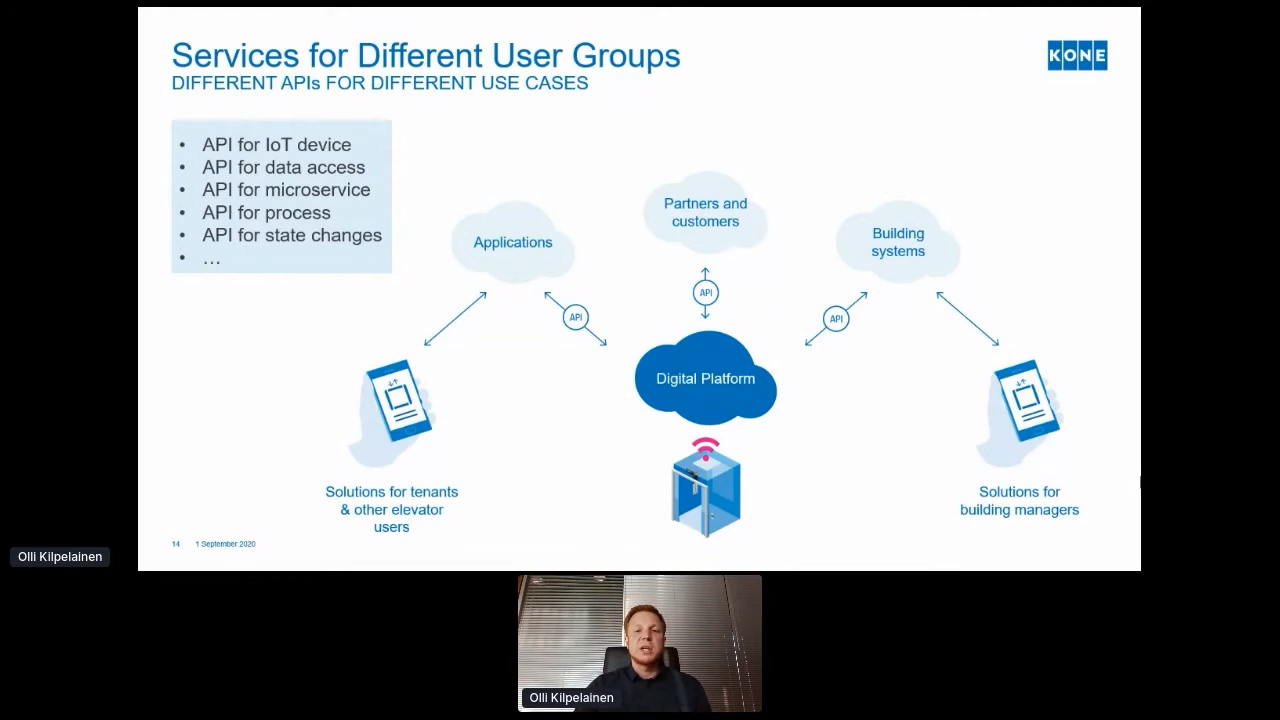 Services for Different User Groups
DIFFERENT APIs FOR DIFFERENT USE CASES
KONE
• API for IoT device
• API for data access
• API for microservice
• API for process
• API for state changes
• …
Applications
Partners and
customers
Building
systems
API
API
API
Digital Platform
Solutions for tenants
& other elevator
users
Solutions for
building managers
14 1 September 2020
Olli Kilpelainen
Olli Kilpelainen